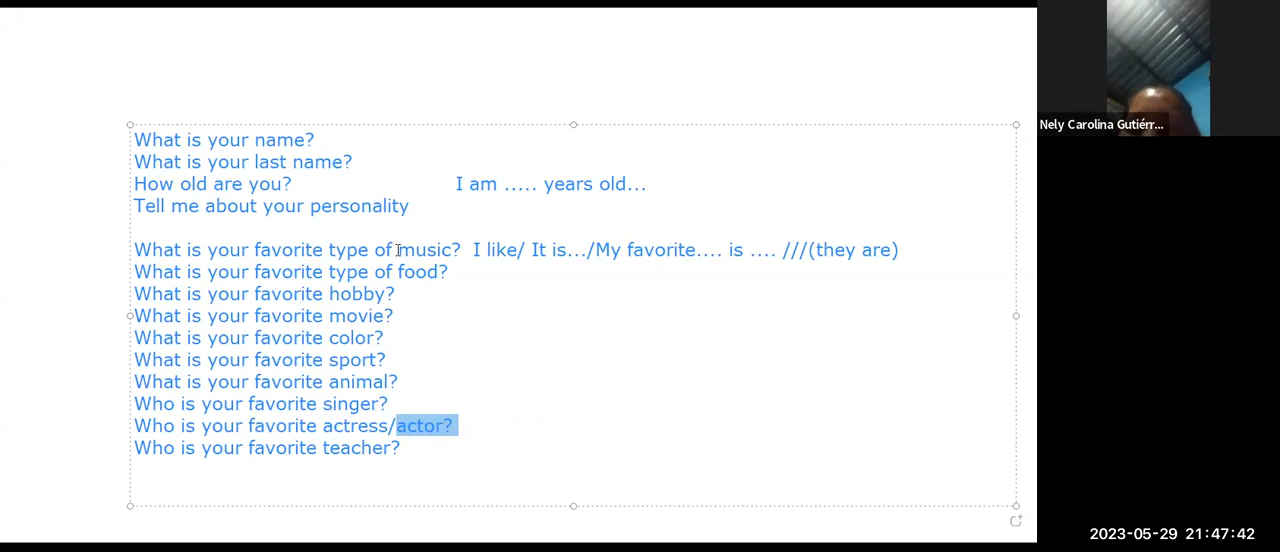 What is your name?
What is your last name?
How old are you? I am ..... years old...
Tell me about your personality
What is your favorite type of music? I like/ It is.../My favorite.... is .... ///(they are)
What is your favorite type of food?
What is your favorite hobby?
What is your favorite movie?
What is your favorite color?
What is your favorite sport?
What is your favorite animal?
Who is your favorite singer?
Who is your favorite actress/actor?
Who is your favorite teacher?
Nely Carolina Gutiérr...
2023-05-29 21:47:42